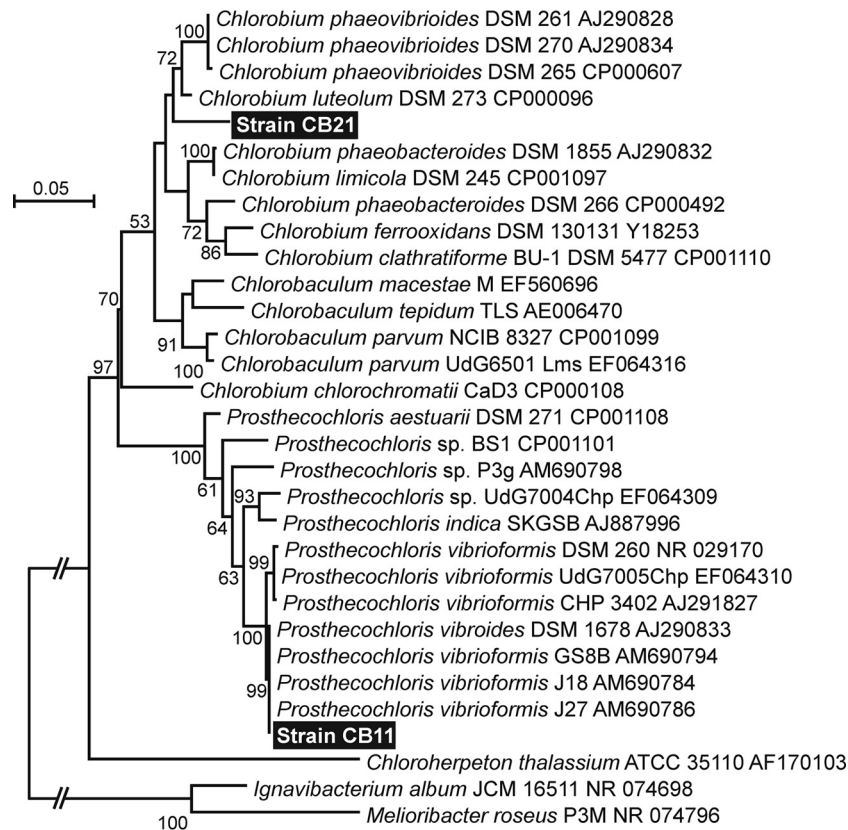 Chlorobium phaeovibrioides DSM 261 AJ290828
100
Chlorobium phaeovibrioides DSM 270 AJ290834
72
Chlorobium phaeovibrioides DSM 265 CP000607
Chlorobium luteolum DSM 273 CP000096
Strain CB21
100
Chlorobium phaeobacteroides DSM 1855 AJ290832
Chlorobium limicola DSM 245 CP001097
0.05
Chlorobium phaeobacteroides DSM 266 CP000492
53
72
Chlorobium ferrooxidans DSM 130131 Y18253
86
Chlorobium clathratiforme BU-1 DSM 5477 CP001110
Chlorobaculum macestae M EF560696
70
Chlorobaculum tepidum TLS AE006470
91
Chlorobaculum parvum NCIB 8327 CP001099
97
100
Chlorobaculum parvum UdG6501 Lms EF064316
Chlorobium chlorochromatii CaD3 CP000108
Prosthecochloris aestuarii DSM 271 CP001108
100
Prosthecochloris sp. BS1 CP001101
Prosthecochloris sp. P3g AM690798
61
93
Prosthecochloris sp. UdG7004Chp EF064309
64
Prosthecochloris indica SKGSB AJ887996
99
Prosthecochloris vibrioformis DSM 260 NR 029170
63
Prosthecochloris vibrioformis UdG7005Chp EF064310
Prosthecochloris vibrioformis CHP 3402 AJ291827
100
Prosthecochloris vibroides DSM 1678 AJ290833
Prosthecochloris vibrioformis GS8B AM690794
99
Prosthecochloris vibrioformis J18 AM690784
Prosthecochloris vibrioformis J27 AM690786
Strain CB11
Chloroherpeton thalassium ATCC 35110 AF170103
Ignavibacterium album JCM 16511 NR 074698
100
Melioribacter roseus P3M NR 074796